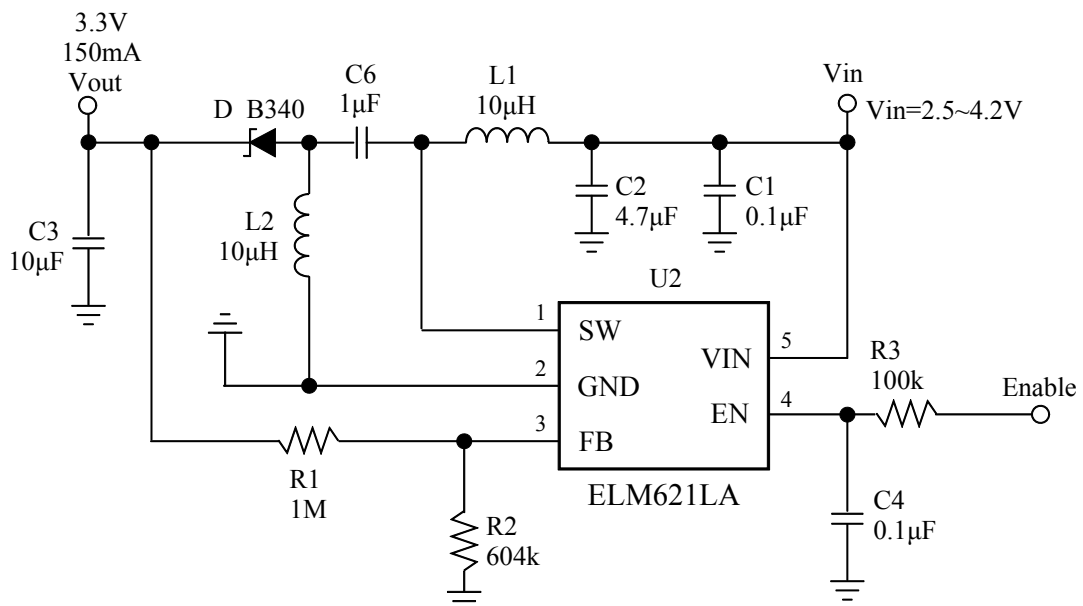 3.3V
150mA
Vout
D B340
C6
1μF
L1
10μH
Vin
Vin=2.5~4.2V
C3
10μF
L2
10μH
C2
4.7μF
C1
0.1μF
U2
1
SW
2
GND
3
FB
VIN
5
EN
4
ELM621LA
R3
100k
Enable
R1
1M
R2
604k
C4
0.1μF